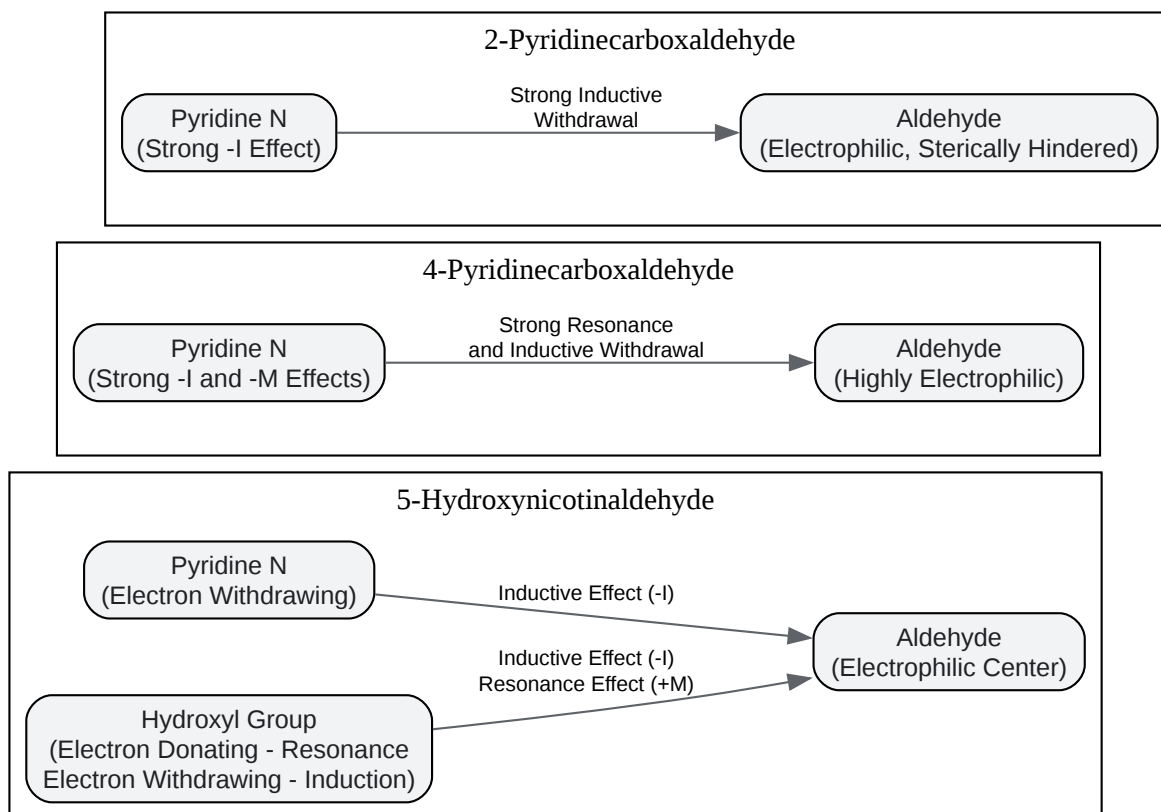 2-Pyridinecarboxaldehyde
Pyridine N
(Strong -I Effect)
Strong Inductive
Withdrawal
Aldehyde
(Electrophilic, Sterically Hindered)
4-Pyridinecarboxaldehyde
Pyridine N
(Strong -I and -M Effects)
Strong Resonance
and Inductive Withdrawal
Aldehyde
(Highly Electrophilic)
5-Hydroxynicotinaldehyde
Pyridine N
(Electron Withdrawing)
Inductive Effect (-I)
Inductive Effect (-I)
Resonance Effect (+M)
Aldehyde
(Electrophilic Center)
Hydroxyl Group
(Electron Donating - Resonance
Electron Withdrawing - Induction)